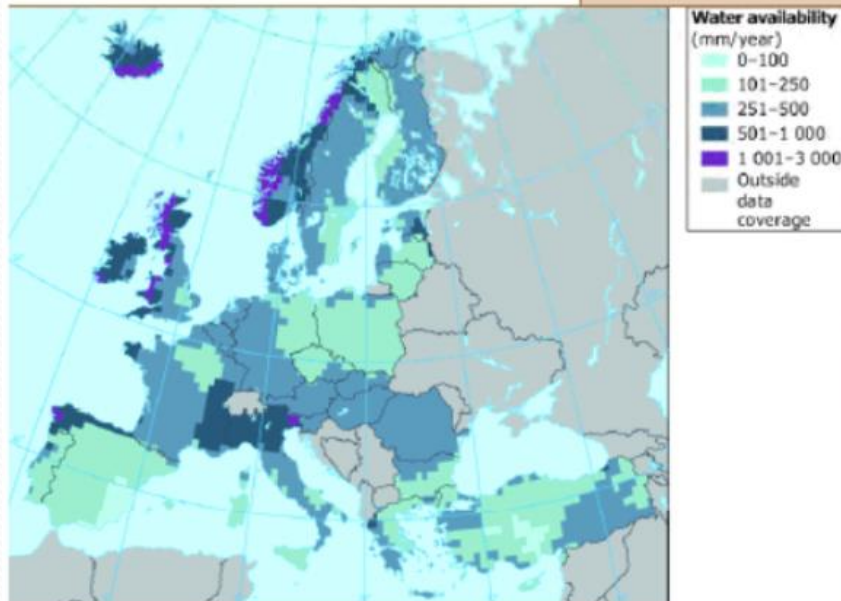 Water availability
(mm/year)
0–100
101–250
251–500
501–1 000
1 001–3 000
Outside
data
coverage